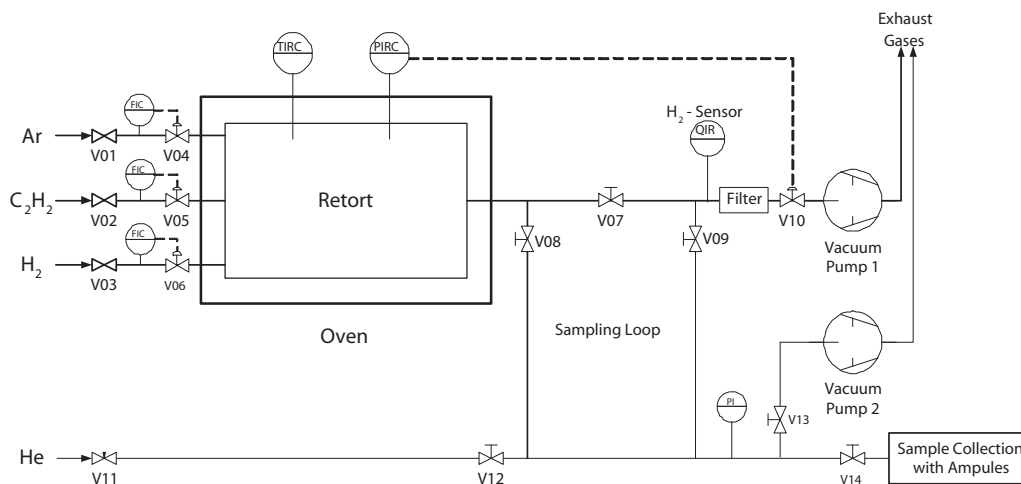 Exhaust
Gases
TIRC
PIRC
FIC
H2 - Sensor
QIR
Ar
V01
V04
FIC
C2H2
V02
V05
Retort
V07
Filter
V10
FIC
V08
V09
Vacuum
Pump 1
H2
V03
V06
Oven
Sampling Loop
Vacuum
Pump 2
PI
V13
He
V11
V12
V14
Sample Collection
with Ampules